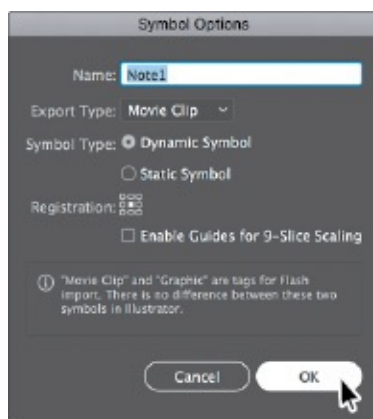 Symbol Options
Name: Note1
Export Type: Movie Clip
Symbol Type: Dynamic Symbol
Static Symbol
Registration:
Enable Guides for 9-Slice Scaling
"Movie Clip" and "Graphic" are tags for Flash
import. There is no difference between these two
symbols in Illustrator.
Cancel OK